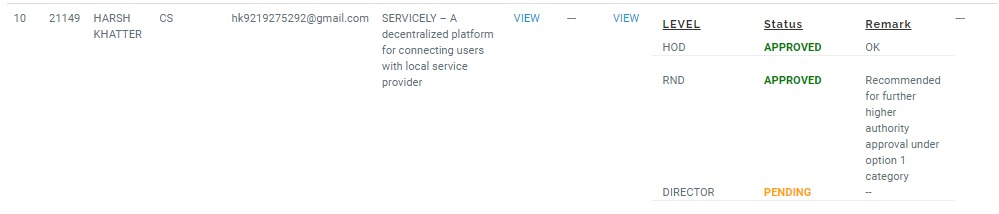 10 21149 HARSH KHATTER CS hk9219275292@gmail.com SERVICELY – A decentralized platform for connecting users with local service provider VIEW --- VIEW
LEVEL Status Remark ---
HOD APPROVED OK
RND APPROVED Recommended
for further
higher
authority
approval under
option 1
category
DIRECTOR PENDING --